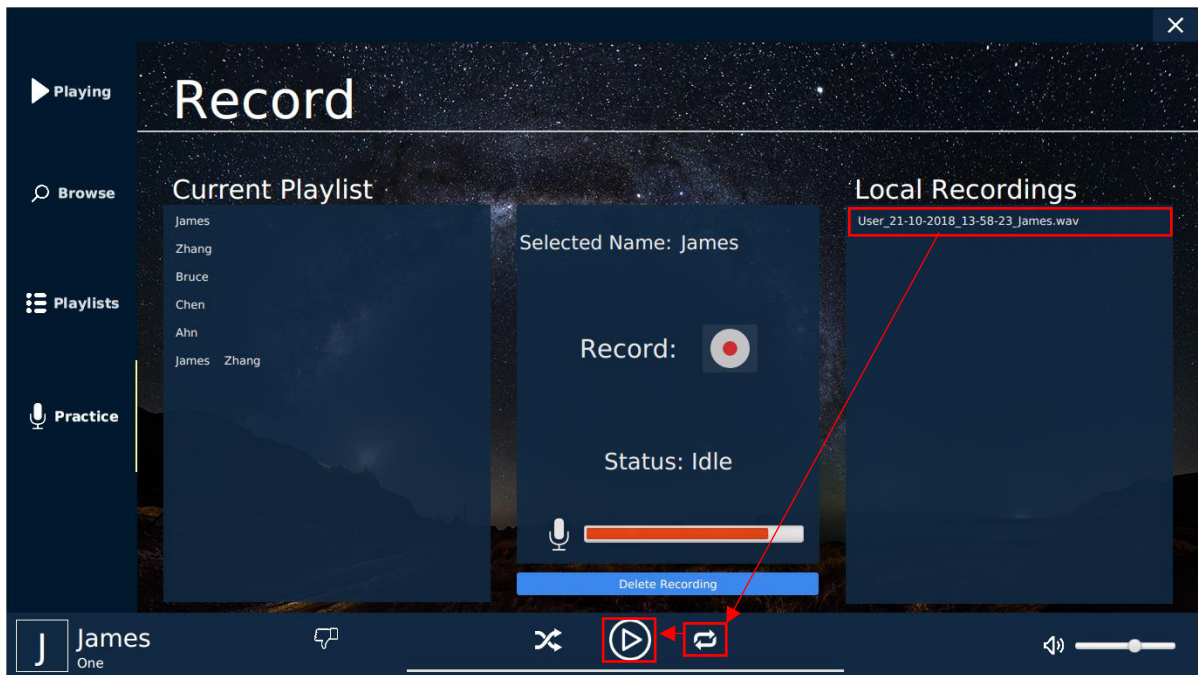 Playing
Browse
Playlists
Practice
Record
Current Playlist
James
Zhang
Bruce
Chen
Ahn
James Zhang
Selected Name: James
Record:
Status: Idle
Delete Recording
Local Recordings
User_21-10-2018_13-58-23_James.wav
J
James
One